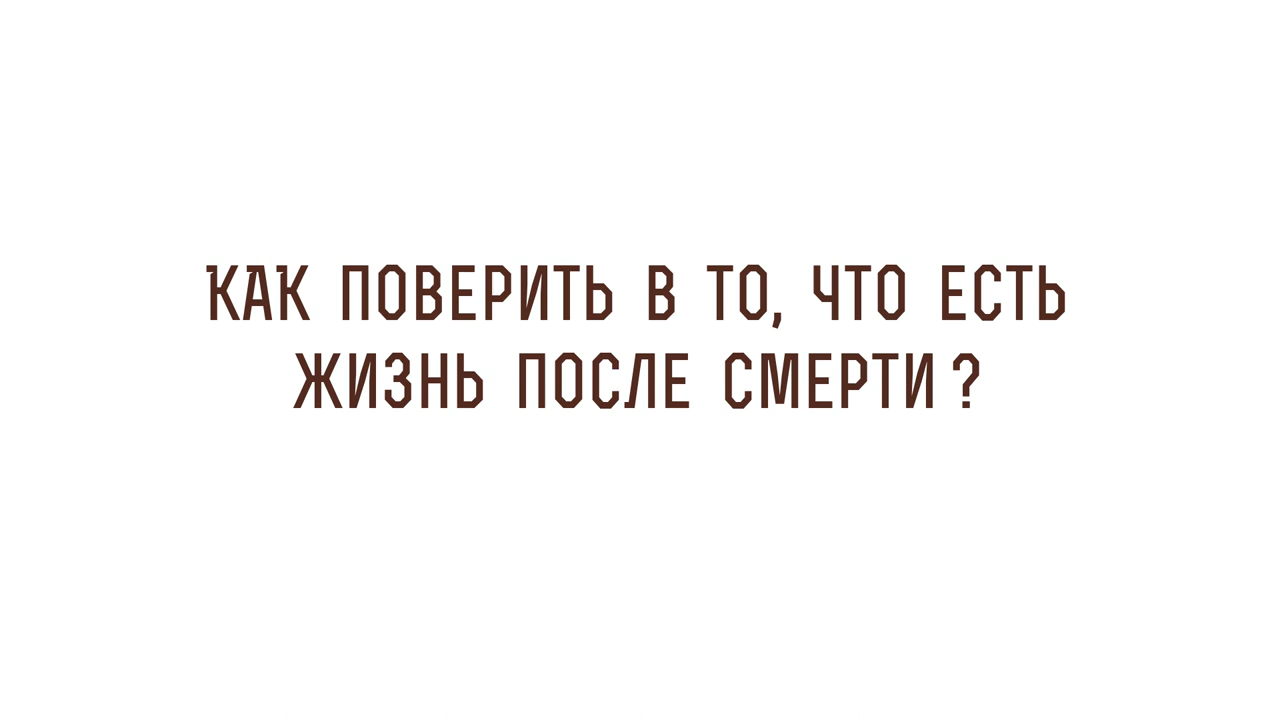 КАК ПОВЕРИТЬ В ТО, ЧТО ЕСТЬ
ЖИЗНЬ ПОСЛЕ СМЕРТИ ?